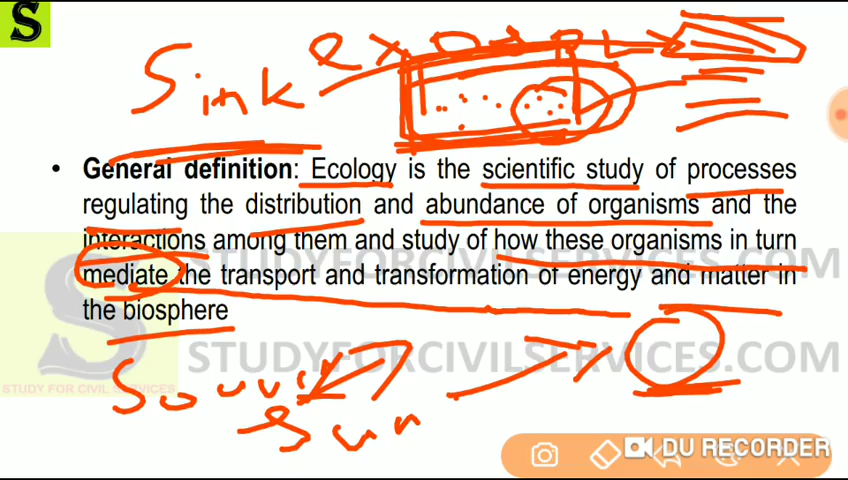 S
Sink
• General definition: Ecology is the scientific study of processes
regulating the distribution and abundance of organisms and the
interactions among them and study of how these organisms in turn
mediate the transport and transformation of energy and matter in
the biosphere
STUDYFORCIVILSERVICES.COM
STUDYFORCIVILSERVICES.COM
STUDY FOR CIVIL SERVICES
Sun
DU RECORDER